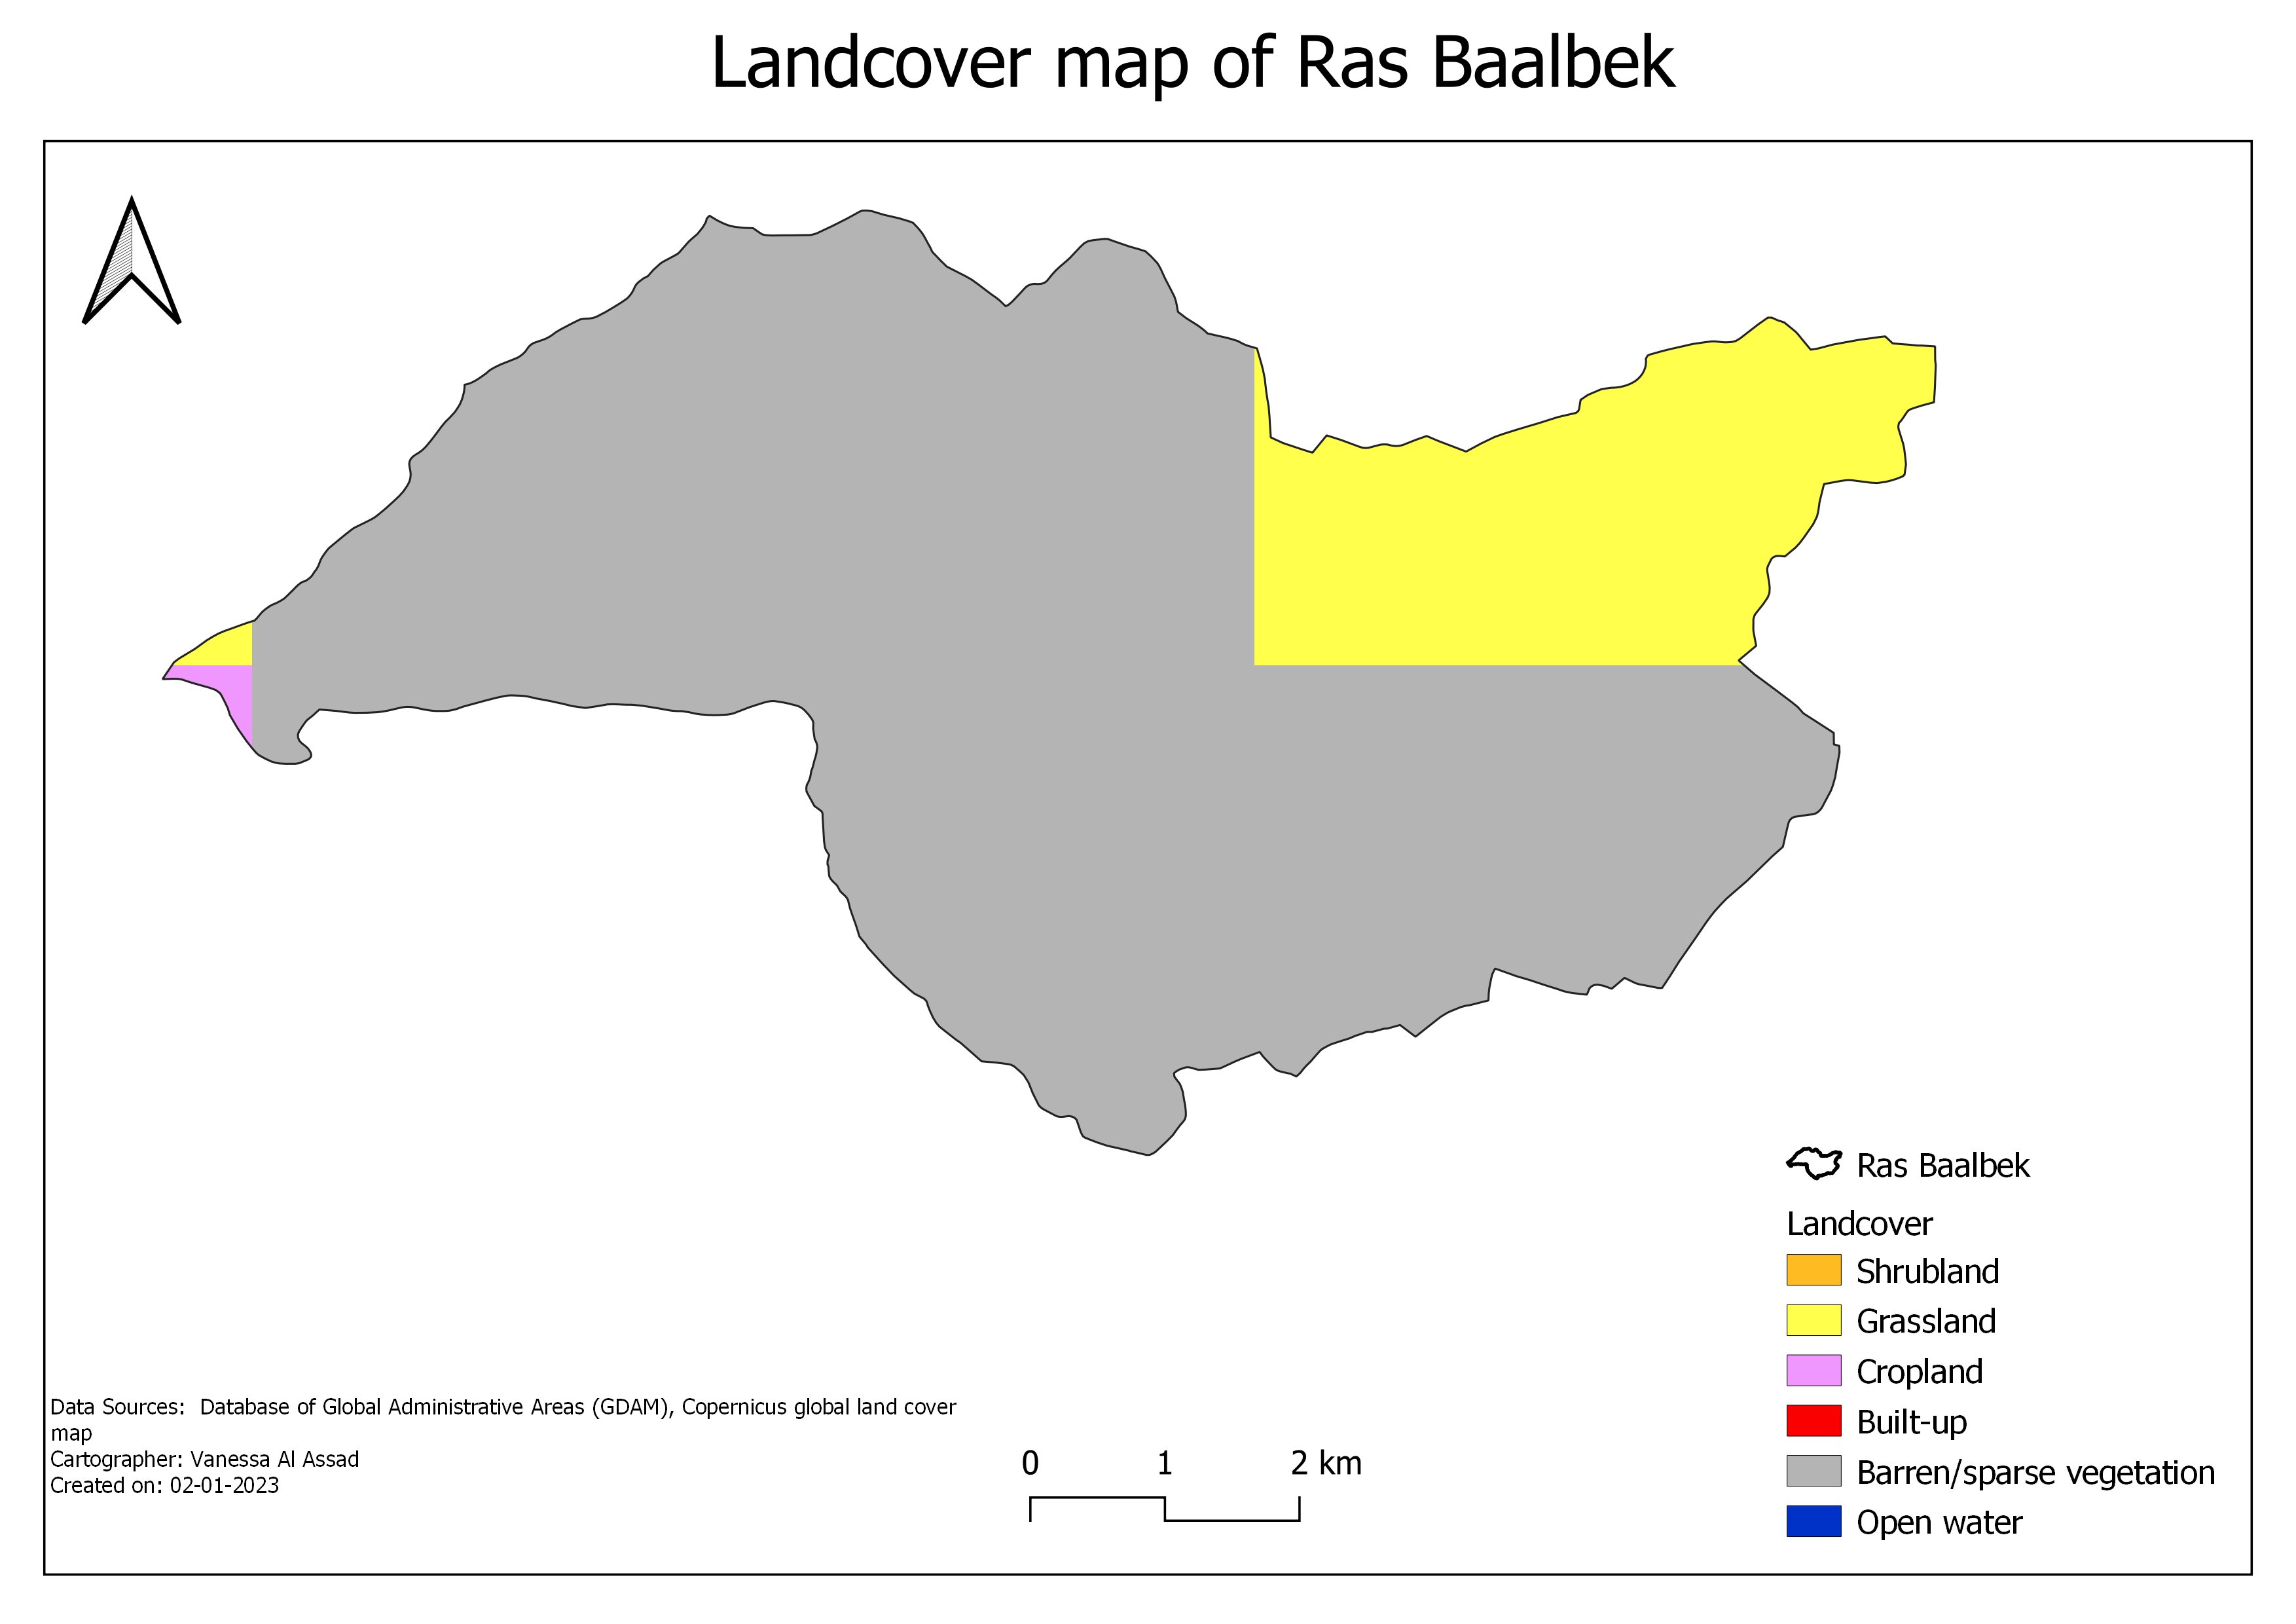 Landcover map of Ras Baalbek
Ras Baalbek
Landcover
Shrubland
Grassland
Cropland
Built-up
Barren/sparse vegetation
Open water
Data Sources:  Database of Global Administrative Areas (GDAM), Copernicus global land cover
map
Cartographer: Vanessa Al Assad
Created on: 02-01-2023
0 1 2 km